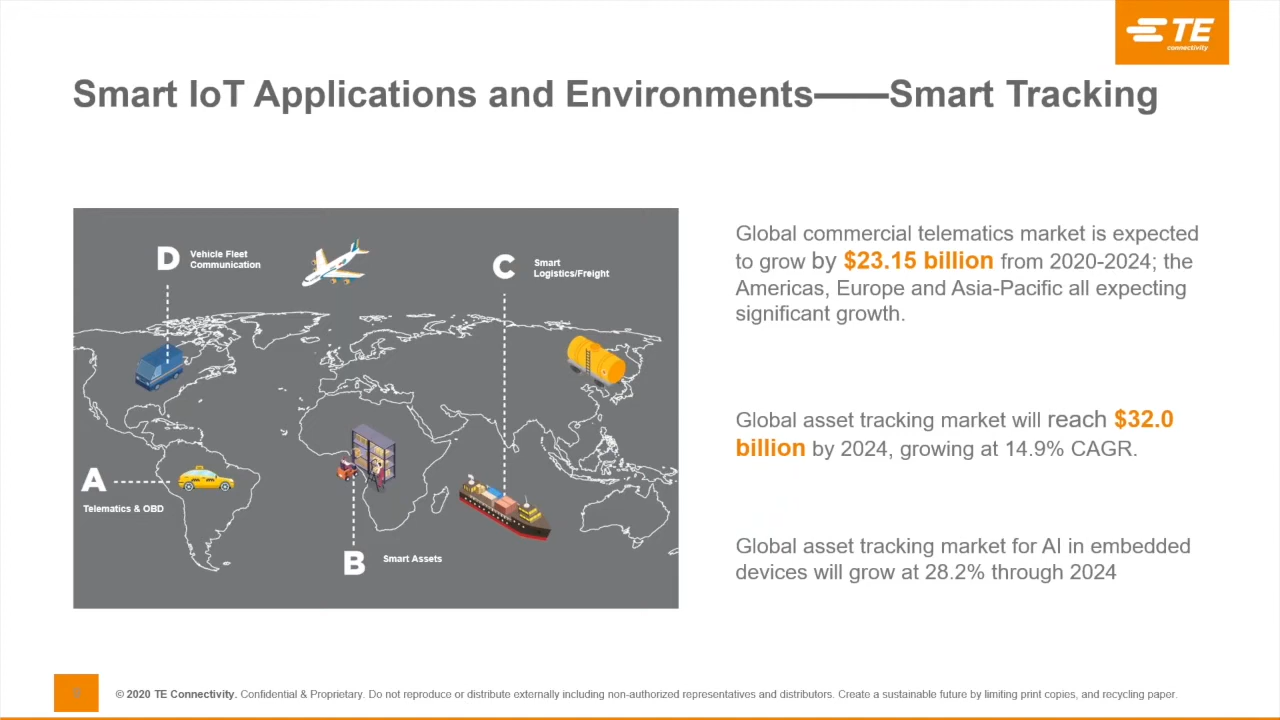 TE
connectivity
Smart IoT Applications and Environments——Smart Tracking
D
Vehicle Fleet
Communication
C
Smart
Logistics/Freight
A
Telematics & OBD
B
Smart Assets
Global commercial telematics market is expected
to grow by $23.15 billion from 2020-2024; the
Americas, Europe and Asia-Pacific all expecting
significant growth.
Global asset tracking market will reach $32.0
billion by 2024, growing at 14.9% CAGR.
Global asset tracking market for AI in embedded
devices will grow at 28.2% through 2024
© 2020 TE Connectivity. Confidential & Proprietary. Do not reproduce or distribute externally including non-authorized representatives and distributors. Create a sustainable future by limiting print copies, and recycling paper.